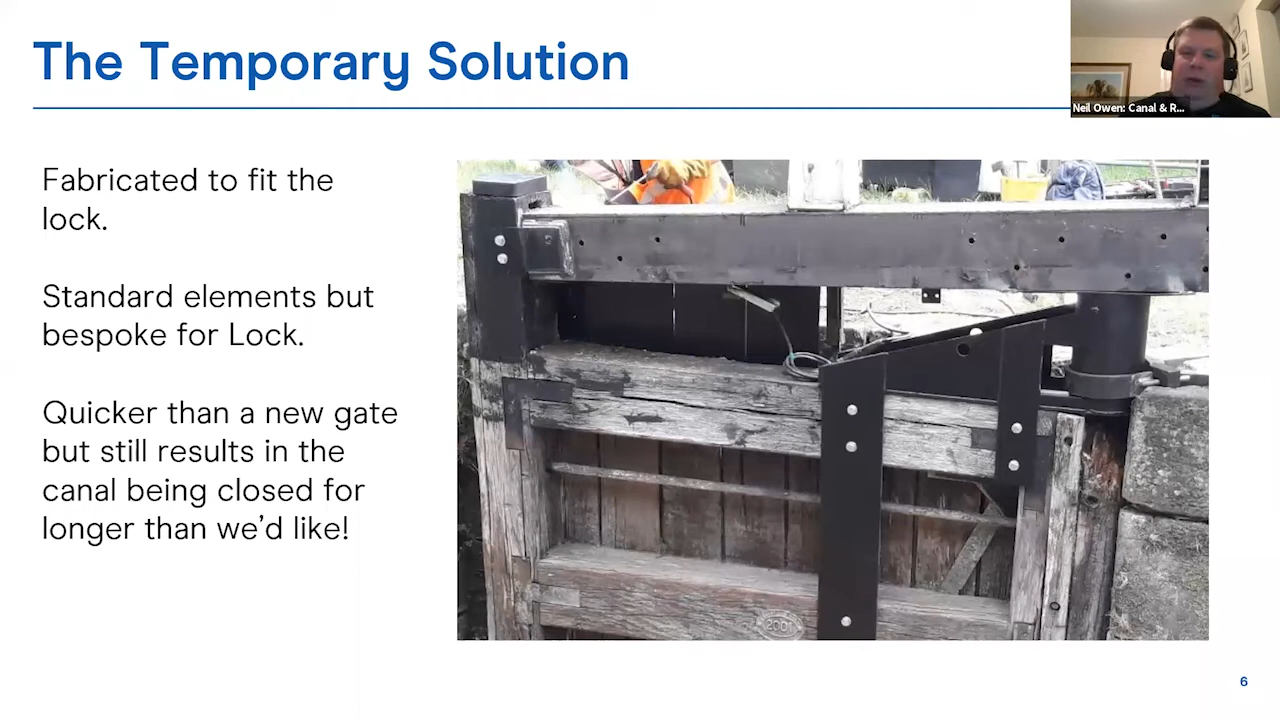 The Temporary Solution
Neil Owen: Canal & R...
Fabricated to fit the
lock.
Standard elements but
bespoke for Lock.
Quicker than a new gate
but still results in the
canal being closed for
longer than we'd like!
2001
6